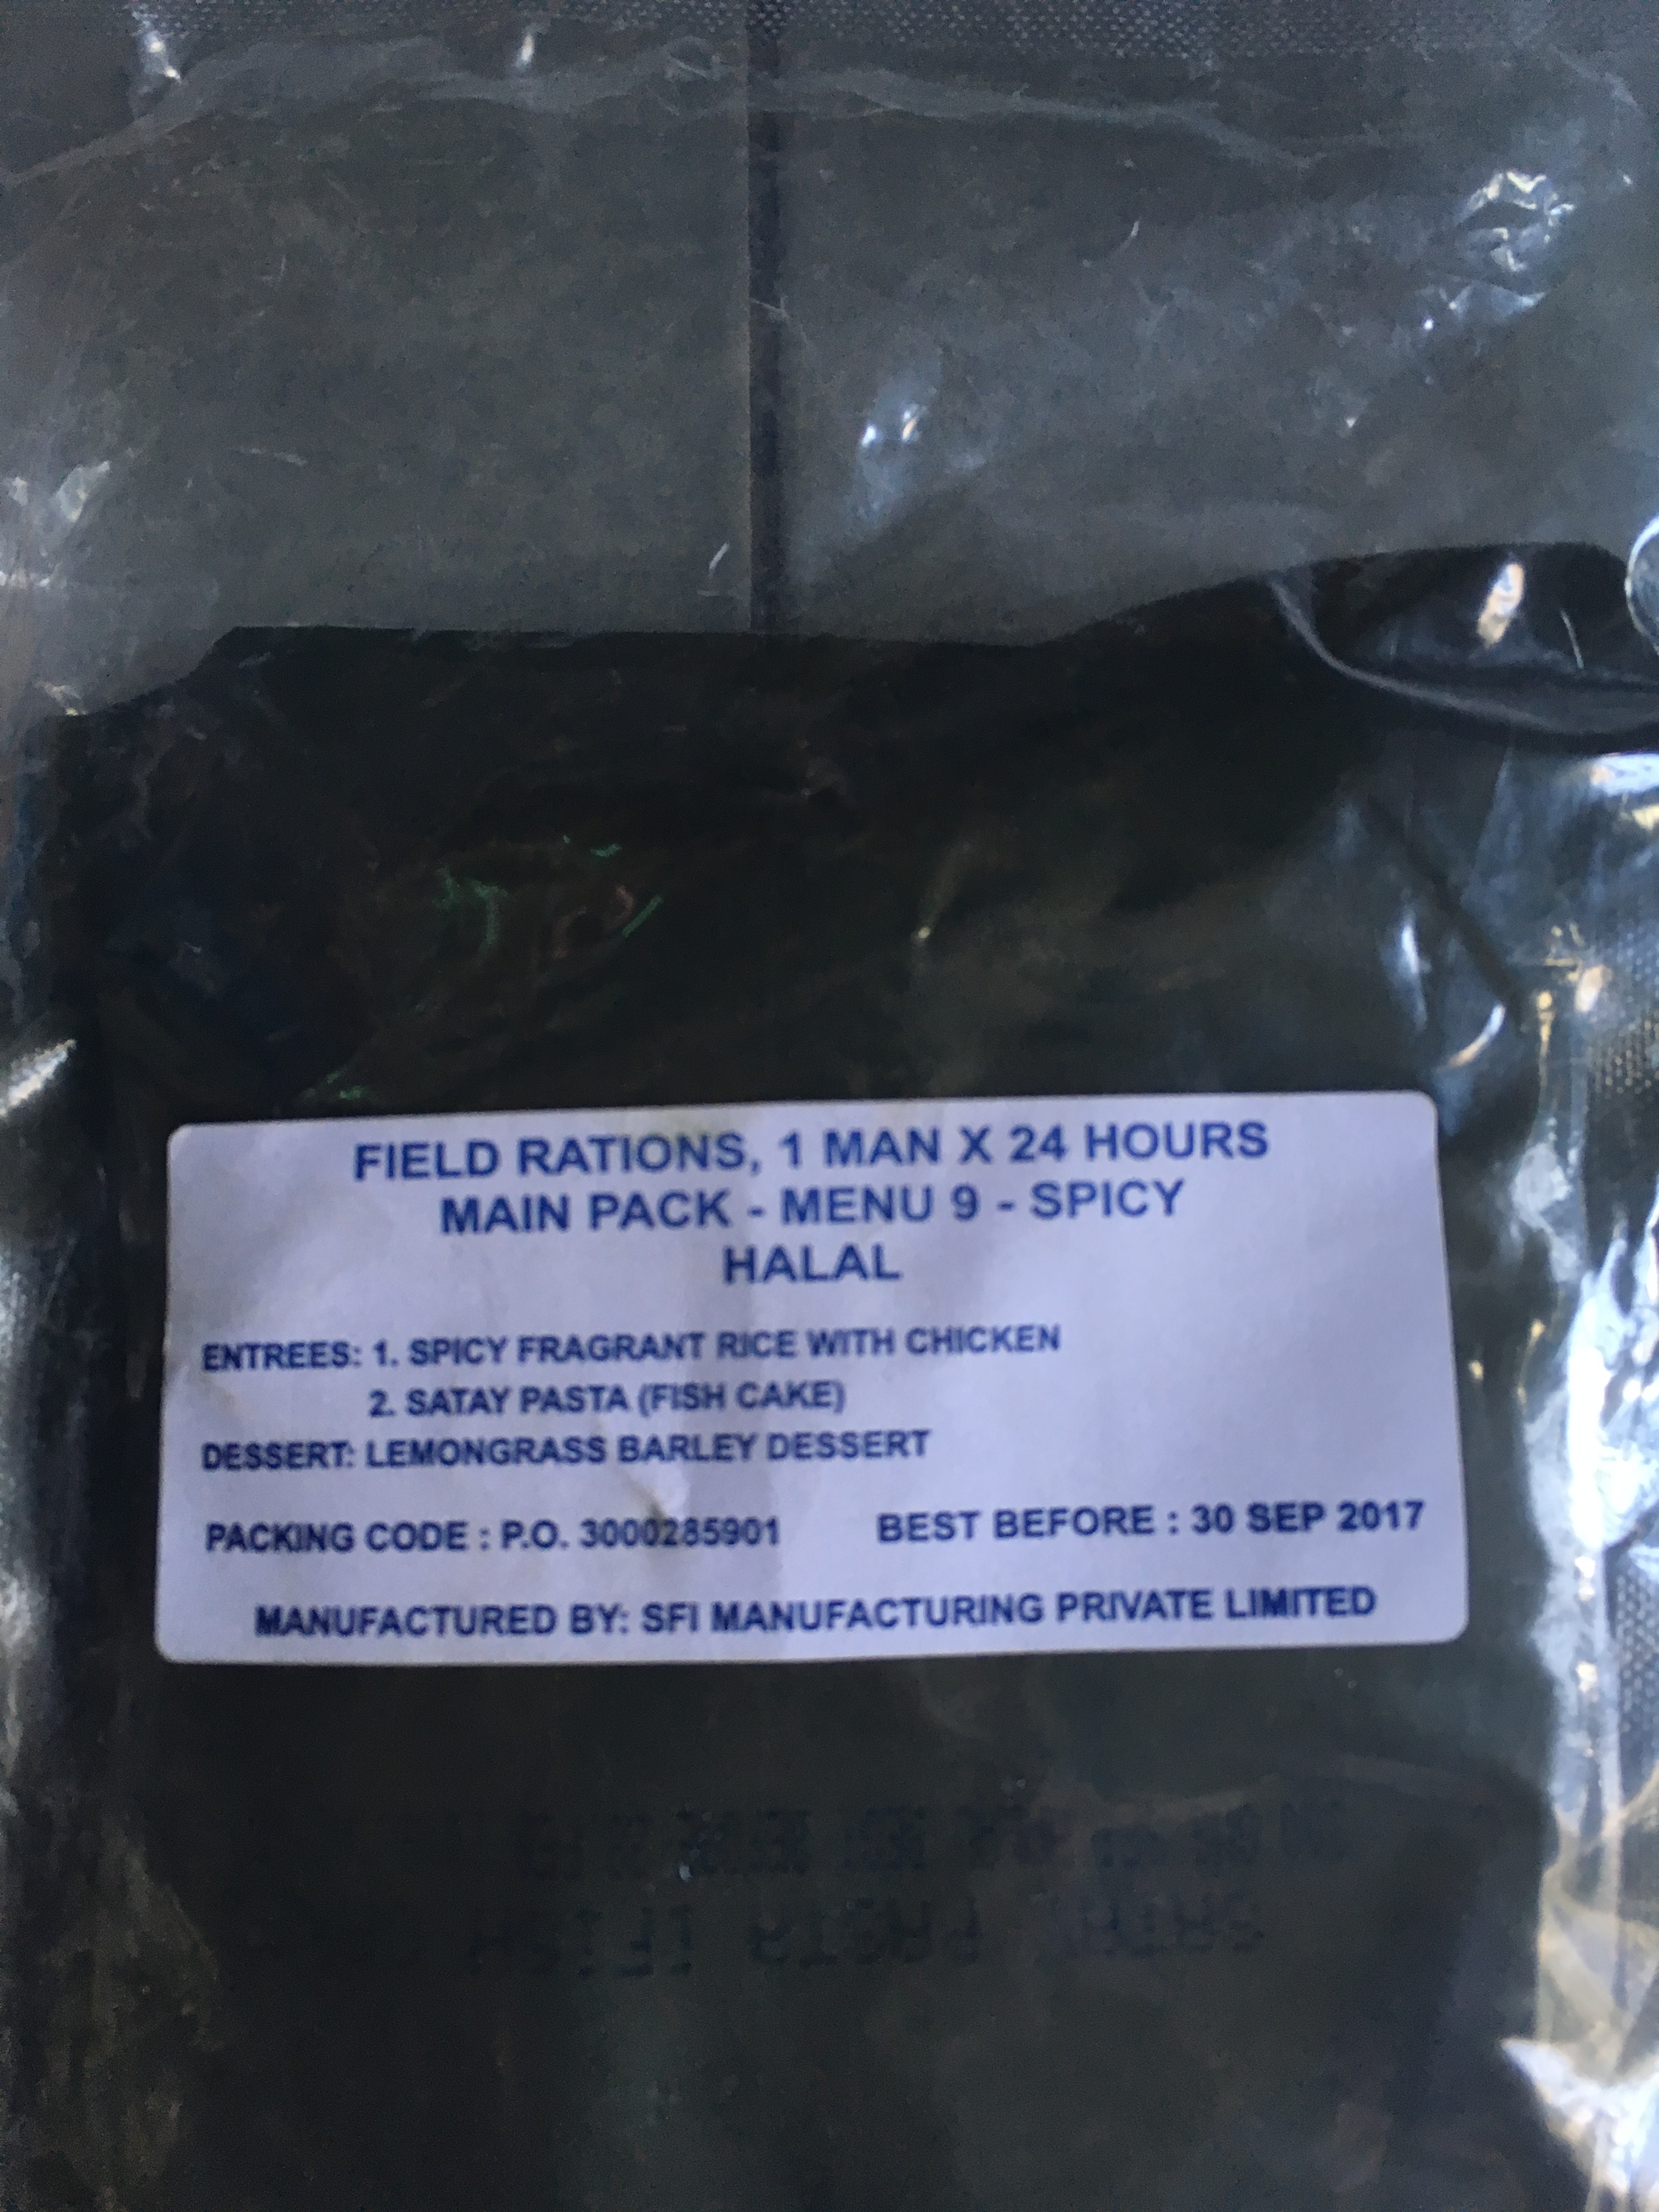 FIELD RATIONS, 1 MAN X 24 HOURS
MAIN PACK - MENU 9 - SPICY
HALAL
ENTREES: 1. SPICY FRAGRANT RICE WITH CHICKEN
2. SATAY PASTA (FISH CAKE)
DESSERT: LEMONGRASS BARLEY DESSERT
PACKING CODE : P.O. 3000285901 BEST BEFORE : 30 SEP 2017
MANUFACTURED BY: SFI MANUFACTURING PRIVATE LIMITED